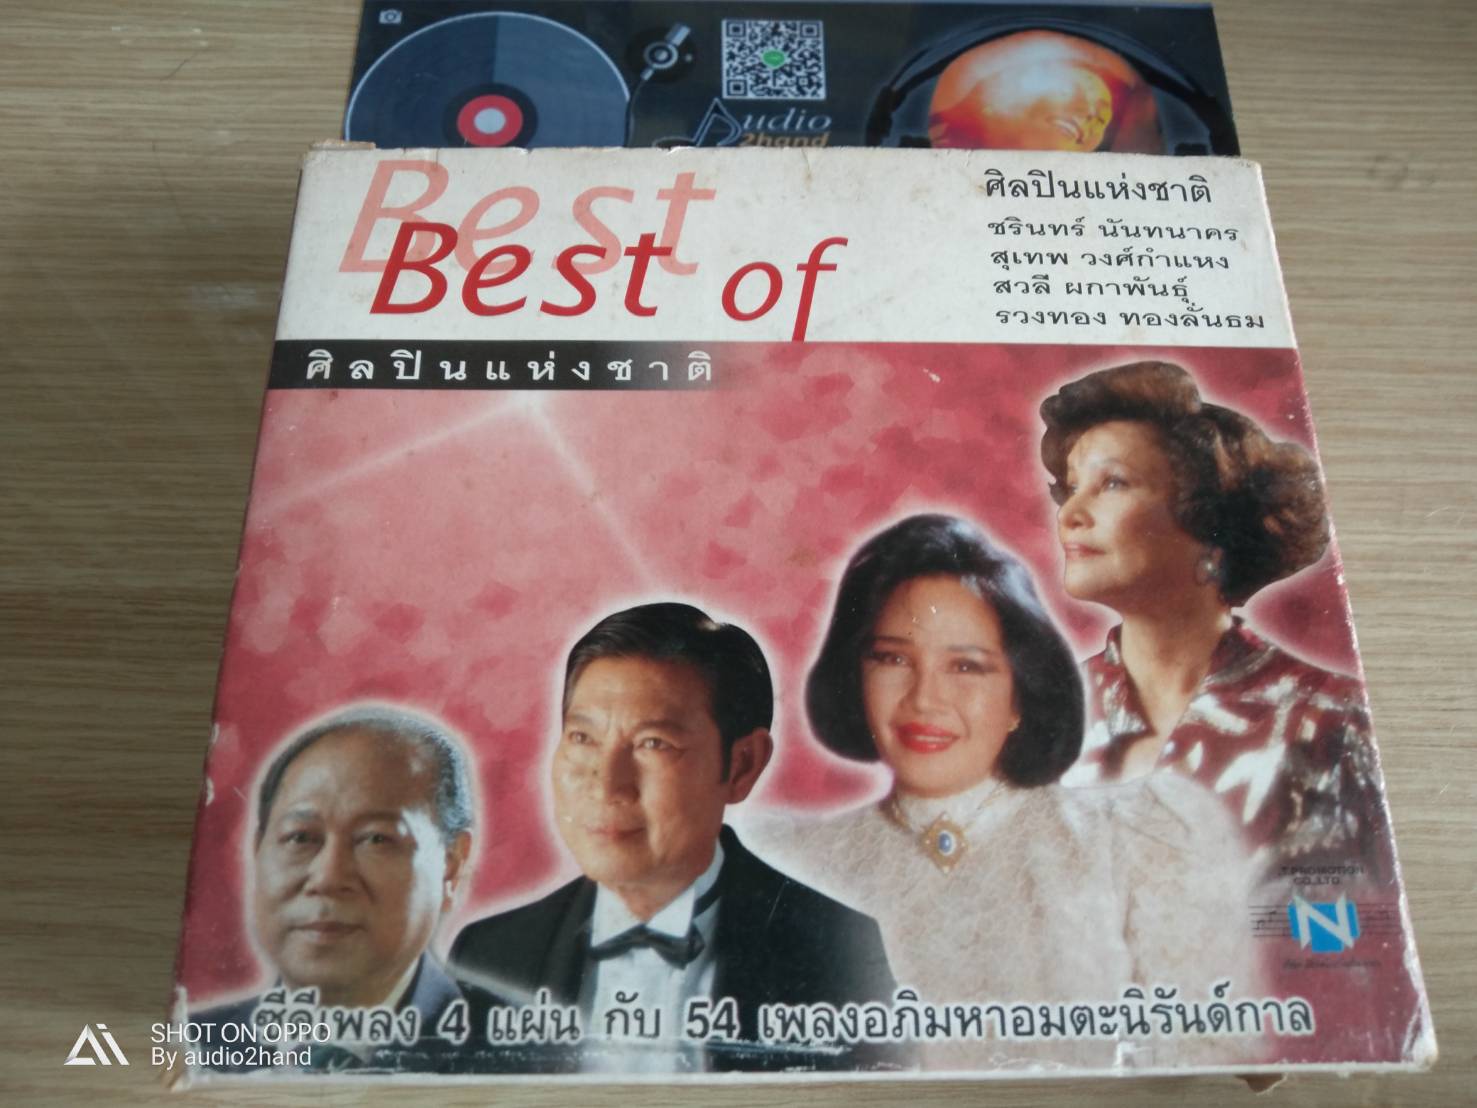 Audio
2hand
Best
Best of
ศิลปินแห่งชาติ
ศิลปินแห่งชาติ
ชรินทร์ นันทนาคร
สุเทพ วงศ์กำแหง
สวลี ผกาพันธุ์
รวงทอง ทองลั่นธม
T.PROMOTION
CO.,LTD
N
ซีดีเพลง 4 แผ่น กับ 54 เพลงอภิมหาอมตะนิรันด์กาล
SHOT ON OPPO
By audio2hand